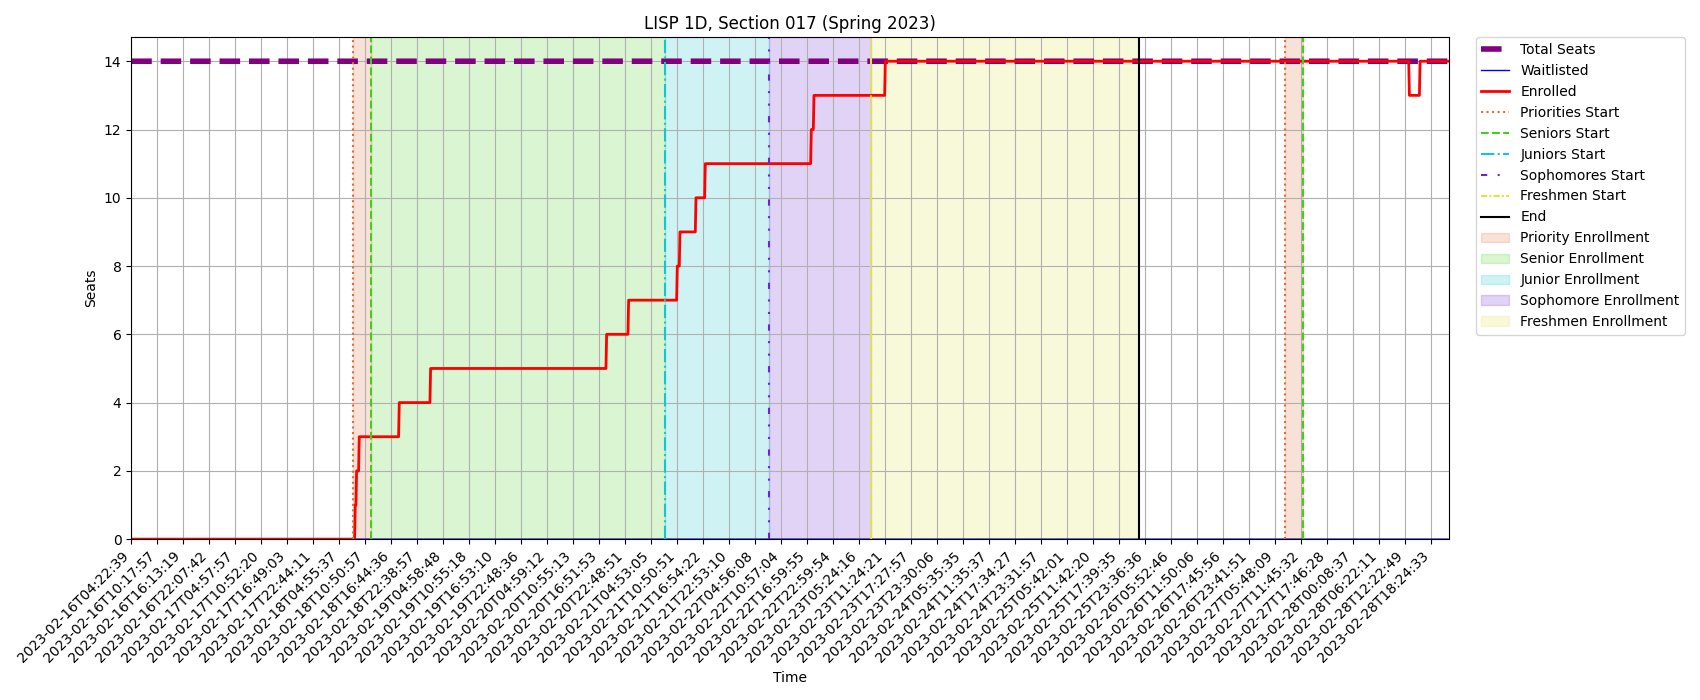 LISP 1D, Section 017 (Spring 2023)
Seats
14
12
10
8
6
4
2
0
2023-02-16T04:22:39
2023-02-16T10:17:57
2023-02-16T16:13:19
2023-02-16T22:07:42
2023-02-17T04:57:57
2023-02-17T10:52:20
2023-02-17T16:49:03
2023-02-17T22:44:11
2023-02-18T04:55:37
2023-02-18T10:50:57
2023-02-18T16:44:36
2023-02-18T22:38:57
2023-02-19T04:58:48
2023-02-19T10:55:18
2023-02-19T16:53:10
2023-02-19T22:48:36
2023-02-20T04:59:12
2023-02-20T10:55:13
2023-02-20T16:51:53
2023-02-20T22:48:51
2023-02-21T04:53:05
2023-02-21T10:50:51
2023-02-21T16:54:22
2023-02-21T22:53:10
2023-02-22T04:56:08
2023-02-22T10:57:04
2023-02-22T16:59:55
2023-02-22T22:59:54
2023-02-23T05:24:16
2023-02-23T11:24:21
2023-02-23T17:27:57
2023-02-23T23:30:06
2023-02-24T05:35:35
2023-02-24T11:35:37
2023-02-24T17:34:27
2023-02-24T23:31:57
2023-02-25T05:42:01
2023-02-25T11:42:20
2023-02-25T17:39:35
2023-02-25T23:36:36
2023-02-26T05:52:46
2023-02-26T11:50:06
2023-02-26T17:45:56
2023-02-26T23:41:51
2023-02-27T05:48:09
2023-02-27T11:45:32
2023-02-27T17:46:28
2023-02-28T00:08:37
2023-02-28T06:22:11
2023-02-28T12:22:49
2023-02-28T18:24:33
Time
Total Seats
Waitlisted
Enrolled
Priorities Start
Seniors Start
Juniors Start
Sophomores Start
Freshmen Start
End
Priority Enrollment
Senior Enrollment
Junior Enrollment
Sophomore Enrollment
Freshmen Enrollment